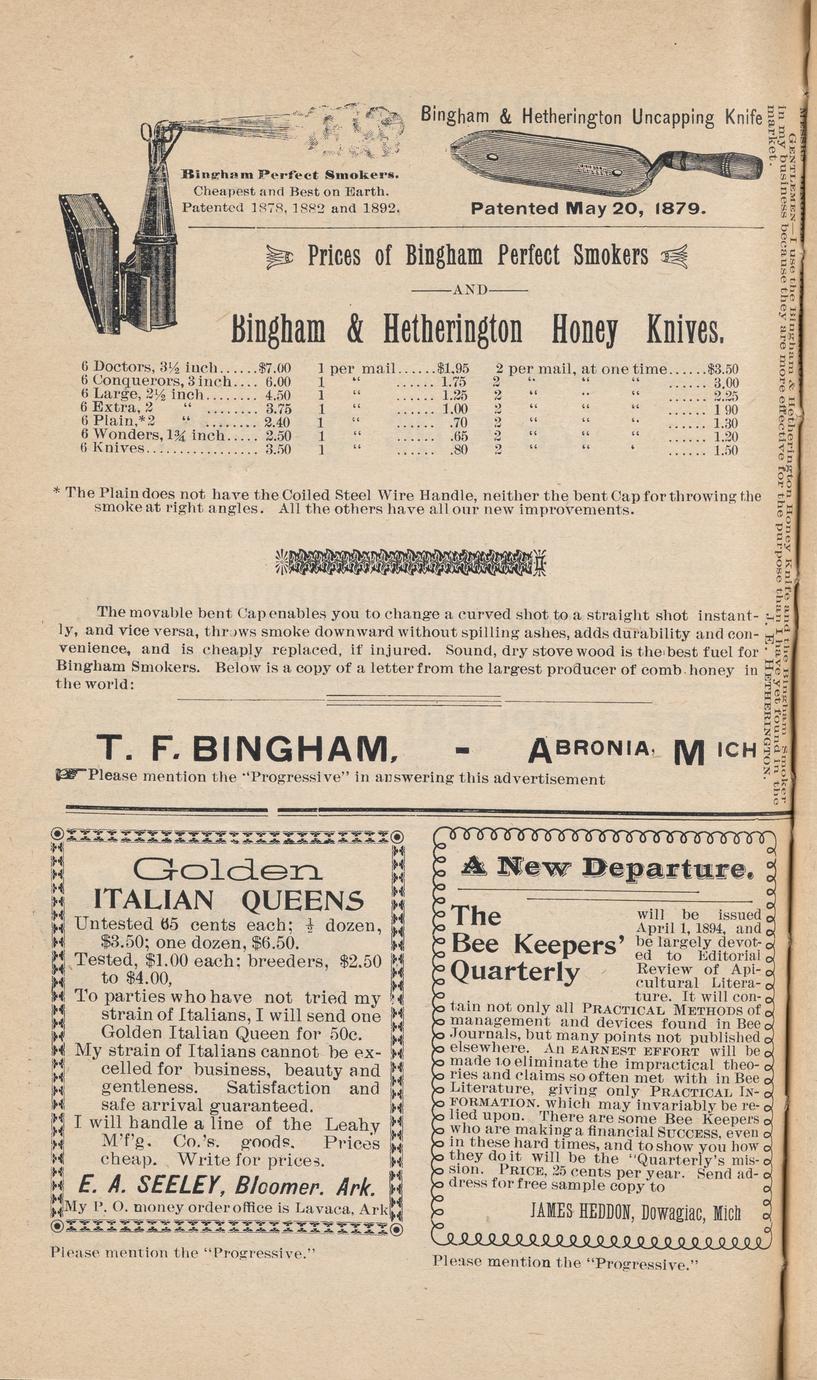 Bingham Perfect Smokers.
Cheapest and Best on Earth.
Patented 1878, 1882 and 1892.
Bingham & Hetherington Uncapping Knife
Patented May 20, 1879.
Prices of Bingham Perfect Smokers
AND
Bingham & Hetherington Honey Knives.
6 Doctors, 3½ inch......$7.00 1 per mail......$1.95 2 per mail, at one time......$3.50
6 Conquerors, 3 inch.... 6.00 1 “ ...... 1.75 2 “ “ “ ...... 3,00
6 Large, 2½ inch........ 4.50 1 “ ...... 1.25 2 “ “ “ ...... 2.25
6 Extra, 2 “ ........ 3.75 1 “ ...... 1.00 2 “ “ “ ...... 1 90
6 Plain,*2 “ ........ 2.40 1 “ ...... .70 2 “ “ “ ...... 1.30
6 Wonders, 1¾ inch..... 2.50 1 “ ...... .65 2 “ “ “ ...... 1.20
6 Knives................. 3.50 1 “ ...... .80 2 “ “ ‘ ...... 1.50
* The Plain does not have the Coiled Steel Wire Handle, neither the bent Cap for throwing the
smoke at right angles. All the others have all our new improvements.
The movable bent Cap enables you to change a curved shot to a straight shot instant-
ly, and vice versa, throws smoke downward without spilling ashes, adds durability and con-
venience, and is cheaply replaced, if injured. Sound, dry stove wood is the best fuel for
Bingham Smokers. Below is a copy of a letter from the largest producer of comb honey in
the world:
GENTLEMEN—I use the Bingham & Hetherington Honey Knife and the Bingham Smoker
in my business because they are more effective for the purpose than I have yet found in the
market.
J. E. HETHERINGTON.
T. F. BINGHAM, - ABRONIA, MICH
Please mention the “Progressive” in answering this advertisement
Golden
ITALIAN QUEENS
Untested 65 cents each; ½ dozen,
$3.50; one dozen, $6.50.
Tested, $1.00 each; breeders, $2.50
to $4.00,
To parties who have not tried my
strain of Italians, I will send one
Golden Italian Queen for 50c.
My strain of Italians cannot be ex-
celled for business, beauty and
gentleness. Satisfaction and
safe arrival guaranteed.
I will handle a line of the Leahy
M’f’g. Co.’s. goods. Prices
cheap. Write for prices.
E. A. SEELEY, Bloomer. Ark.
My P. O. money order office is Lavaca, Ark
Please mention the “Progressive.”
A New Departure.
The
Bee Keepers’
Quarterly
will be issued
April 1, 1894, and
be largely devot-
ed to Editorial
Review of Api-
cultural Litera-
ture. It will con-
tain not only all PRACTICAL METHODS of
management and devices found in Bee
Journals, but many points not published
elsewhere. An EARNEST EFFORT will be
made to eliminate the impractical theo-
ries and claims so often met with in Bee
Literature, giving only PRACTICAL IN-
FORMATION. which may invariably be re-
lied upon. There are some Bee Keepers
who are making a financial SUCCESS, even
in these hard times, and to show you how
they do it will be the “Quarterly’s mis-
sion. PRICE, 25 cents per year. Send ad-
dress for free sample copy to
JAMES HEDDON, Dowagiac, Mich
Please mention the “Progressive.”